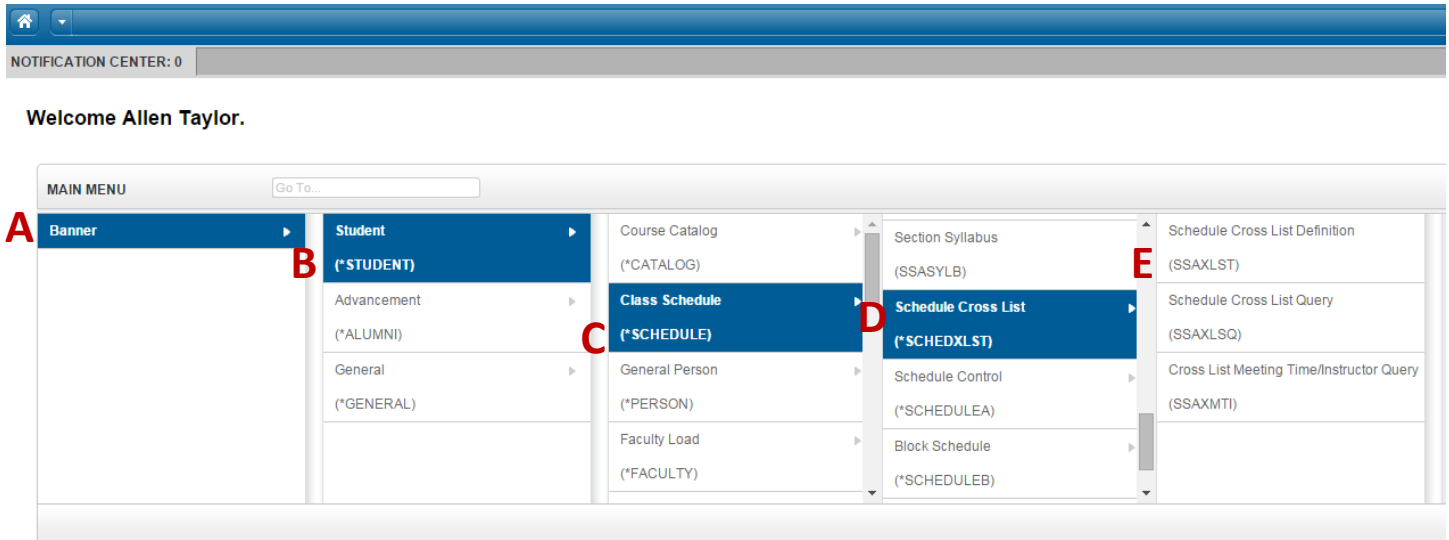 NOTIFICATION CENTER: 0
Welcome Allen Taylor.
MAIN MENU
Go To...
A
Banner
B
Student
(*STUDENT)
Advancement
(*ALUMNI)
General
(*GENERAL)
C
Course Catalog
(*CATALOG)
Class Schedule
(*SCHEDULE)
General Person
(*PERSON)
Faculty Load
(*FACULTY)
D
Section Syllabus
(SSASYLB)
Schedule Cross List
(*SCHEDXLST)
Schedule Control
(*SCHEDULEA)
Block Schedule
(*SCHEDULEB)
E
Schedule Cross List Definition
(SSAXLST)
Schedule Cross List Query
(SSAXLSQ)
Cross List Meeting Time/Instructor Query
(SSAXMTI)